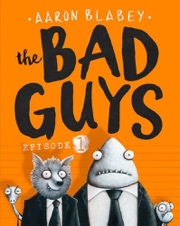 AARON BLABEY
the BAD
GUYS
EPISODE 1